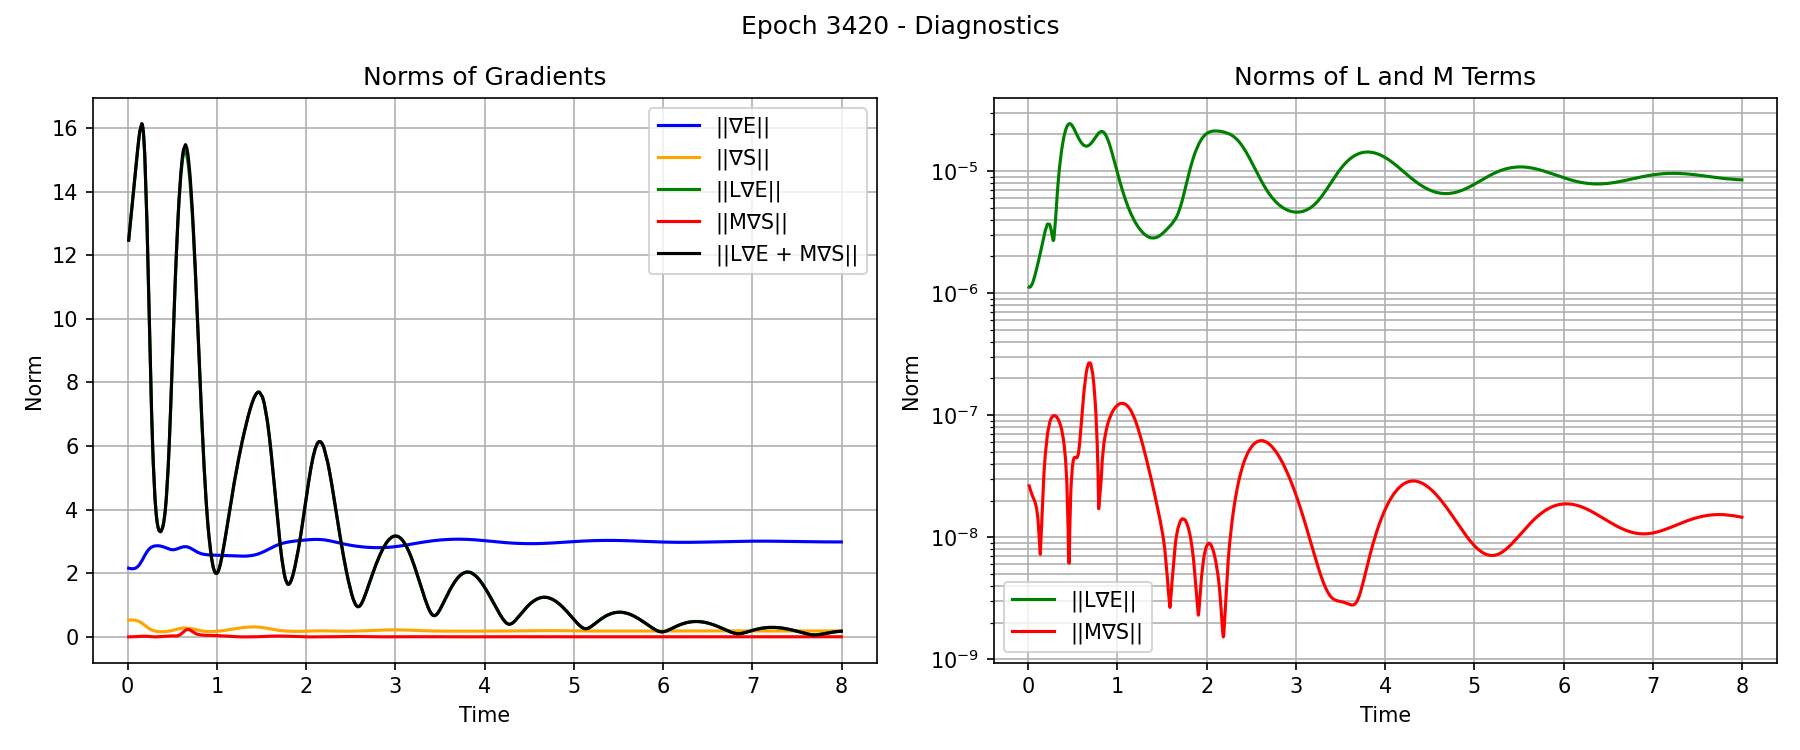 Epoch 3420 - Diagnostics
Norms of Gradients
16
14
12
10
8
6
4
2
0
Norm
||∇E||
||∇S||
||L∇E||
||M∇S||
||L∇E + M∇S||
0 1 2 3 4 5 6 7 8
Time
Norms of L and M Terms
10⁻⁵
10⁻⁶
10⁻⁷
10⁻⁸
10⁻⁹
Norm
||L∇E||
||M∇S||
0 1 2 3 4 5 6 7 8
Time